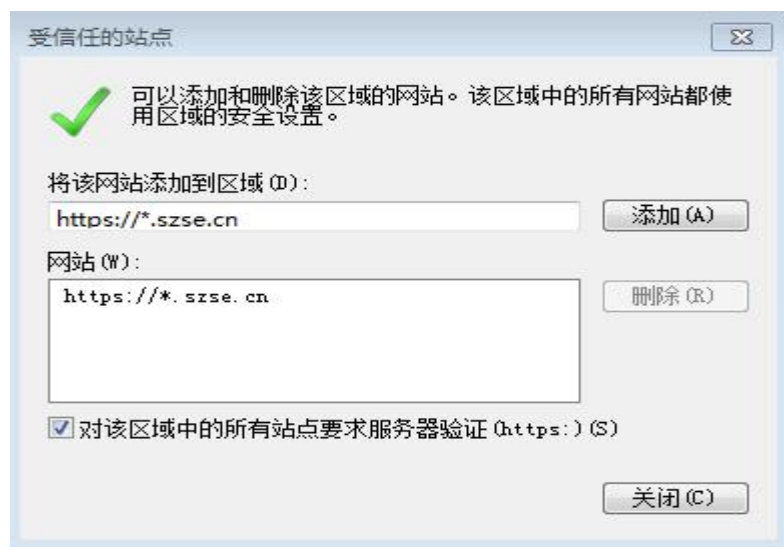 受信任的站点
可以添加和删除该区域的网站。该区域中的所有网站都使
用区域的安全设置。
将该网站添加到区域(D):
https://*.szse.cn
添加(A)
网站(W):
https://*.szse.cn
删除(R)
对该区域中的所有站点要求服务器验证(https:)(S)
关闭(C)